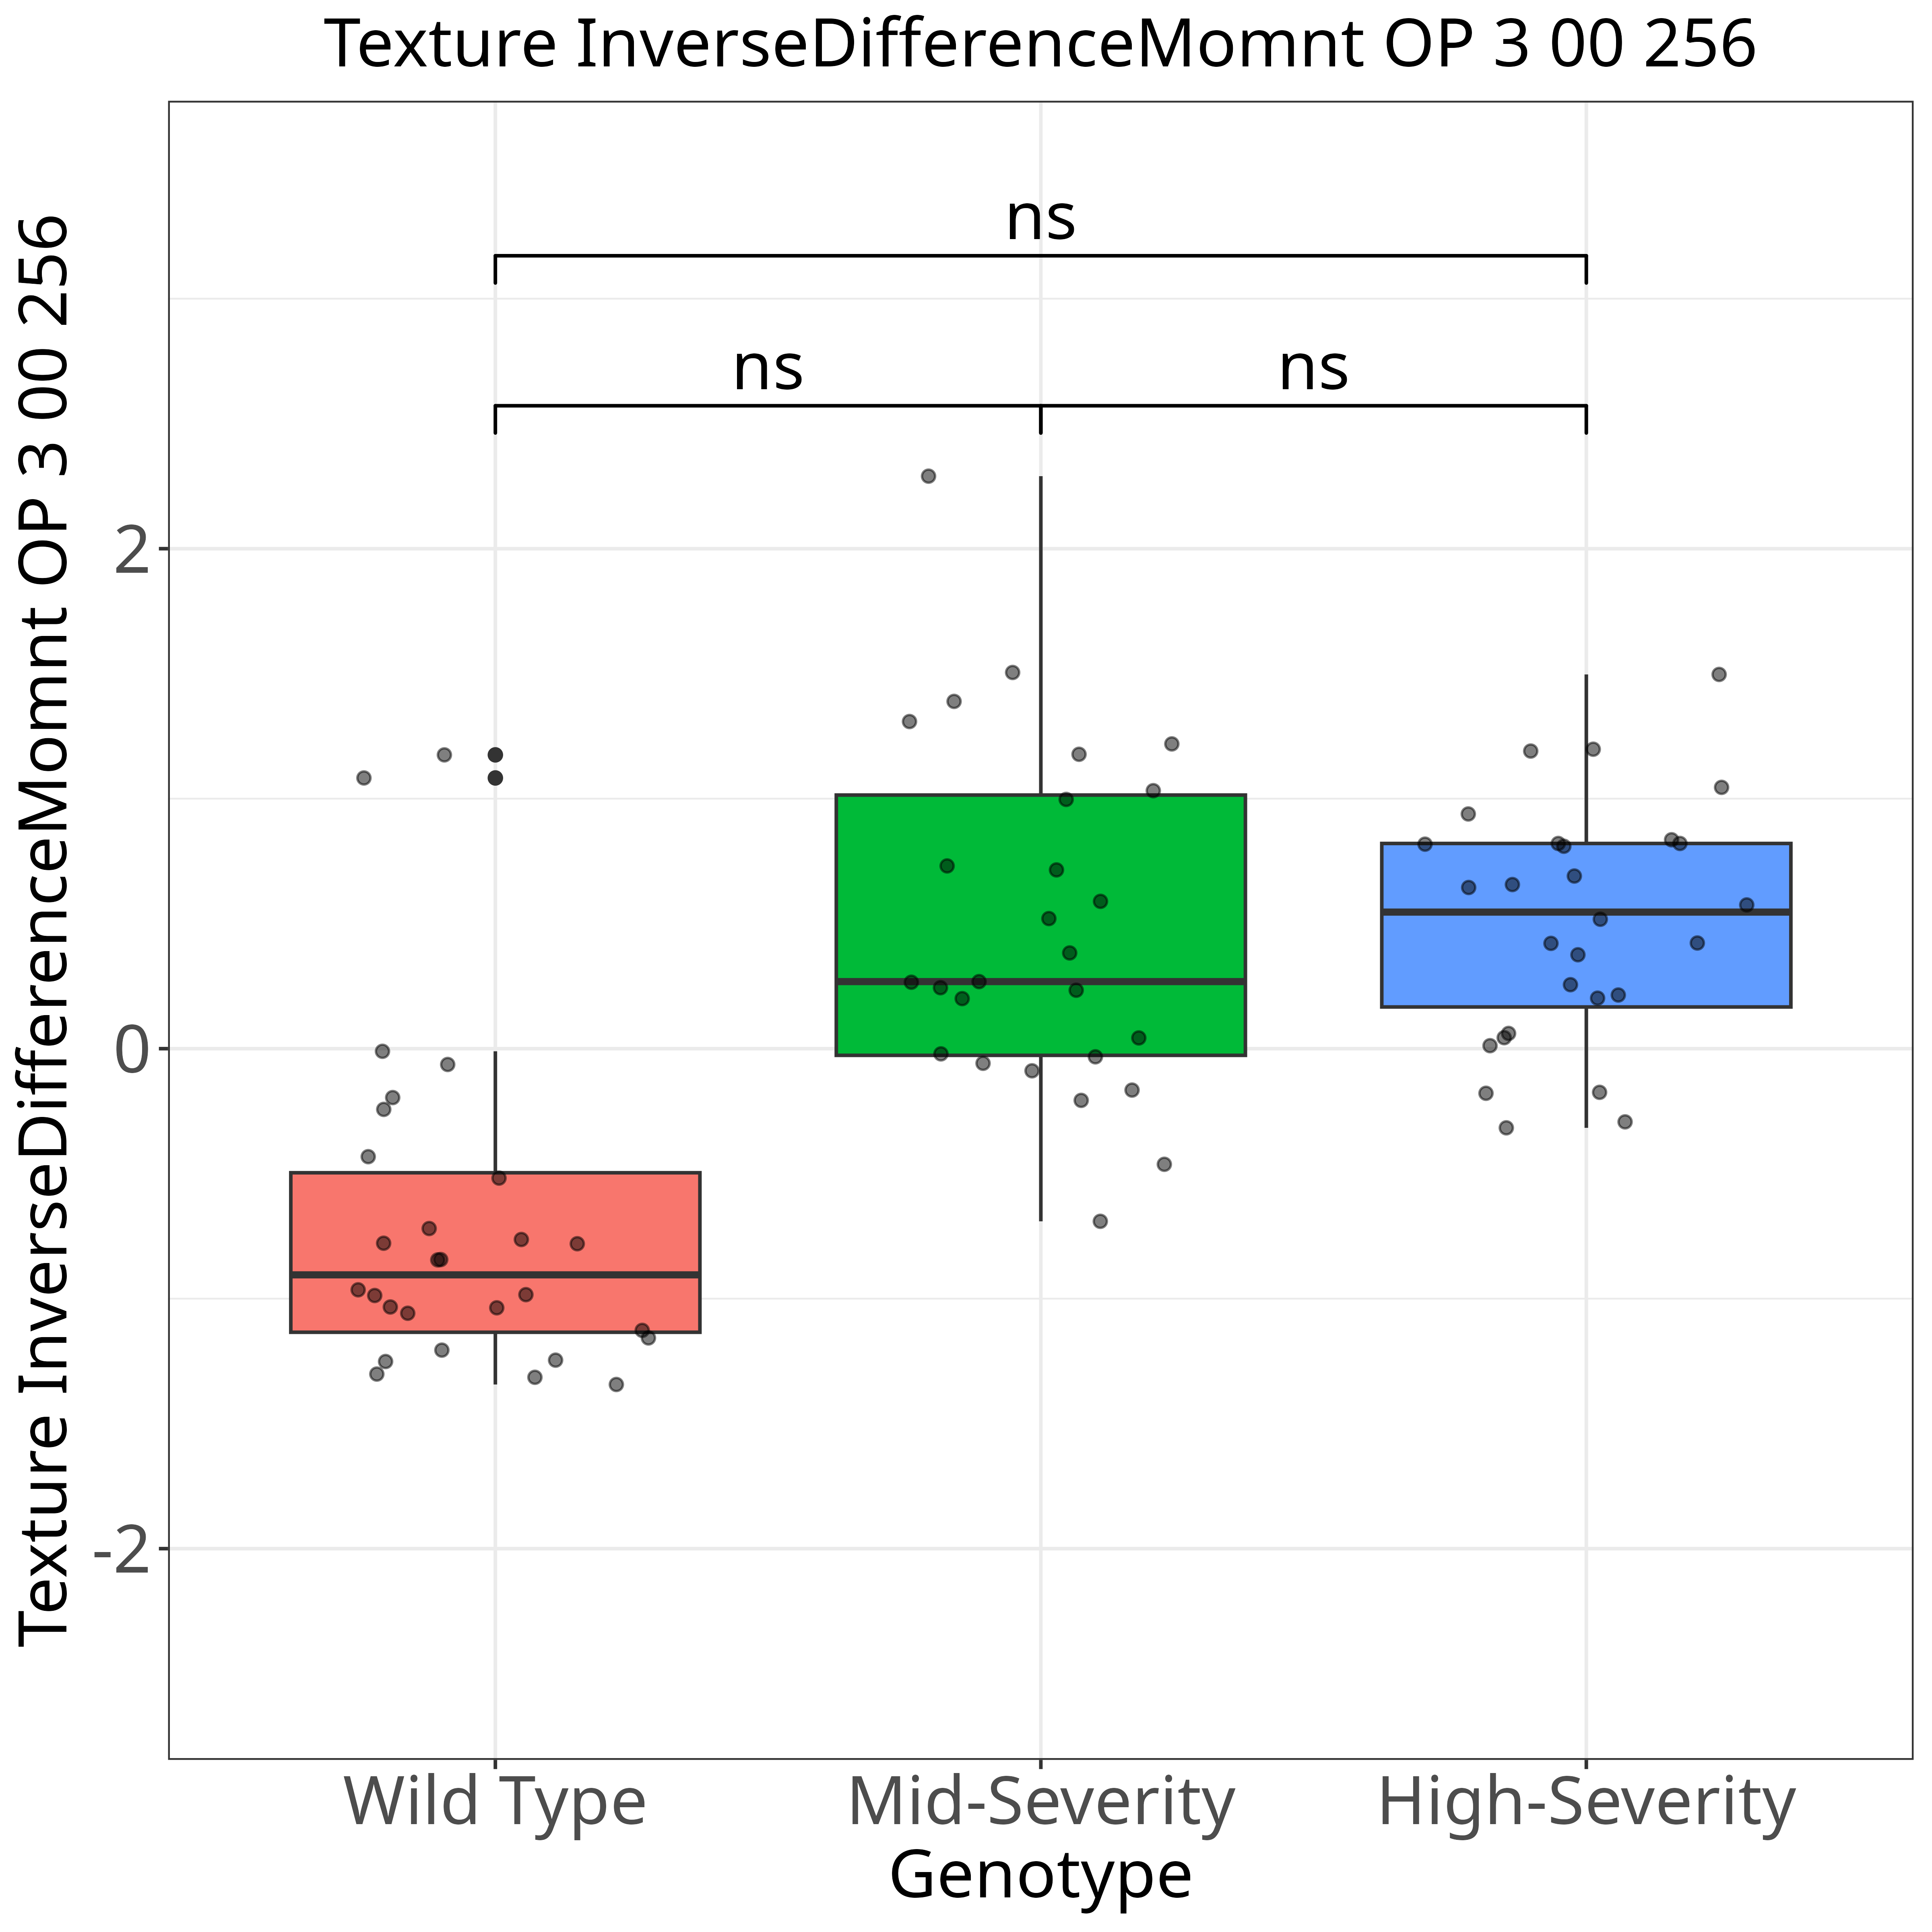 Texture InverseDifferenceMomnt OP 3 00 256
Texture InverseDifferenceMomnt OP 3 00 256
ns
ns
ns
2
0
-2
Wild Type
Mid-Severity
High-Severity
Genotype